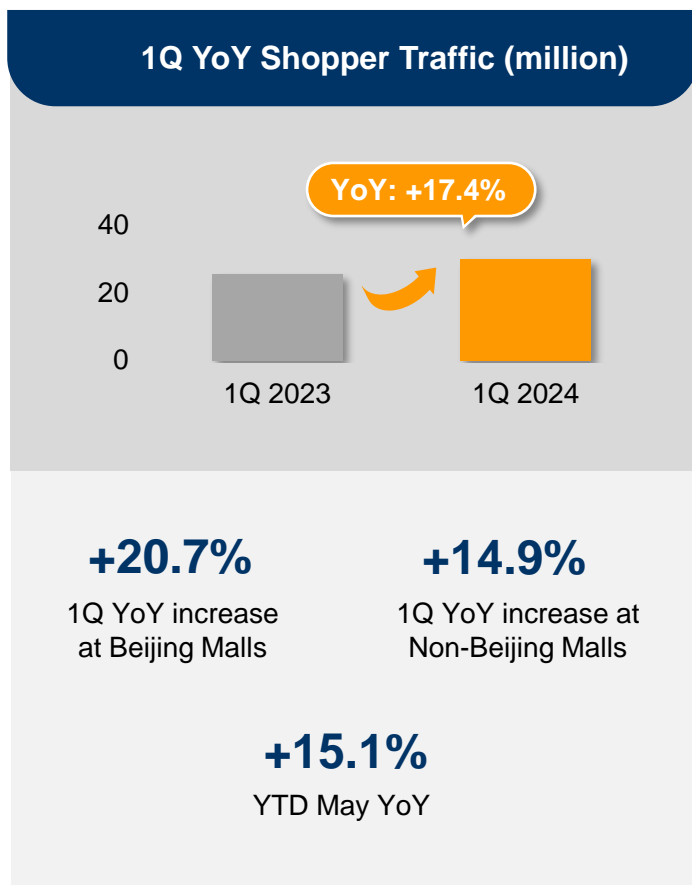 1Q YoY Shopper Traffic (million)
YoY: +17.4%
40
20
0
1Q 2023
1Q 2024
+20.7%
1Q YoY increase
at Beijing Malls
+14.9%
1Q YoY increase at
Non-Beijing Malls
+15.1%
YTD May YoY